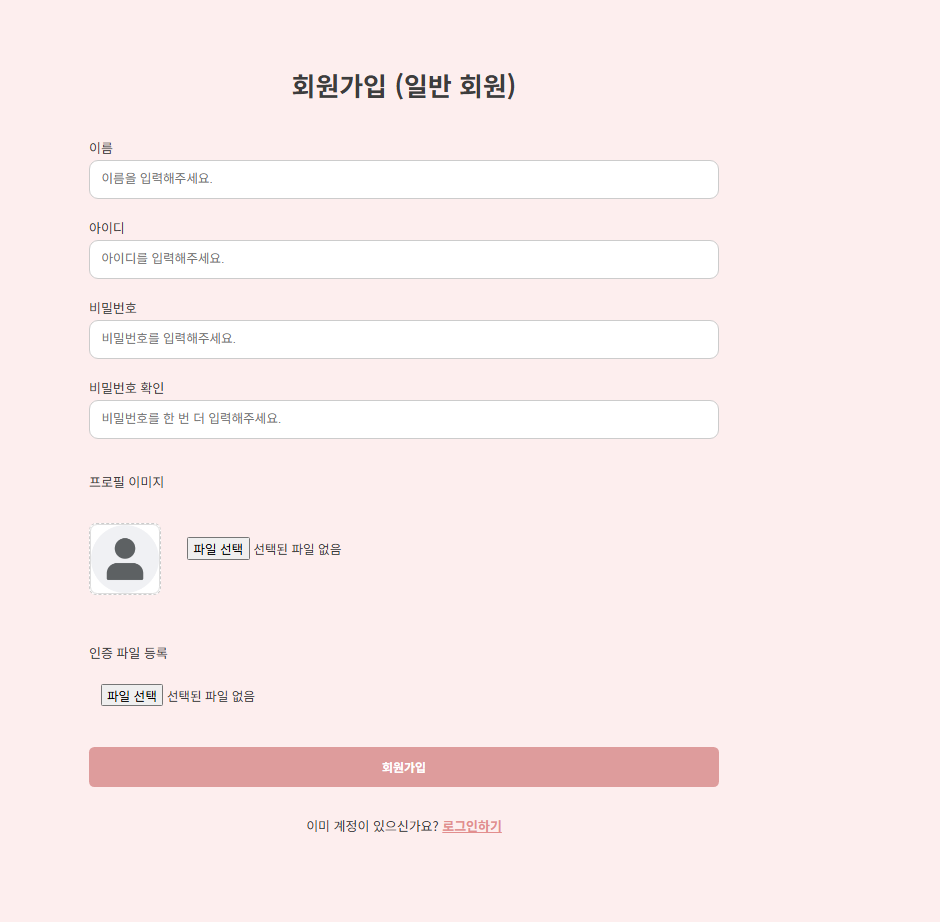 회원가입 (일반 회원)
이름
이름을 입력해주세요.
아이디
아이디를 입력해주세요.
비밀번호
비밀번호를 입력해주세요.
비밀번호 확인
비밀번호를 한 번 더 입력해주세요.
프로필 이미지
파일 선택 선택된 파일 없음
인증 파일 등록
파일 선택 선택된 파일 없음
회원가입
이미 계정이 있으신가요? 로그인하기